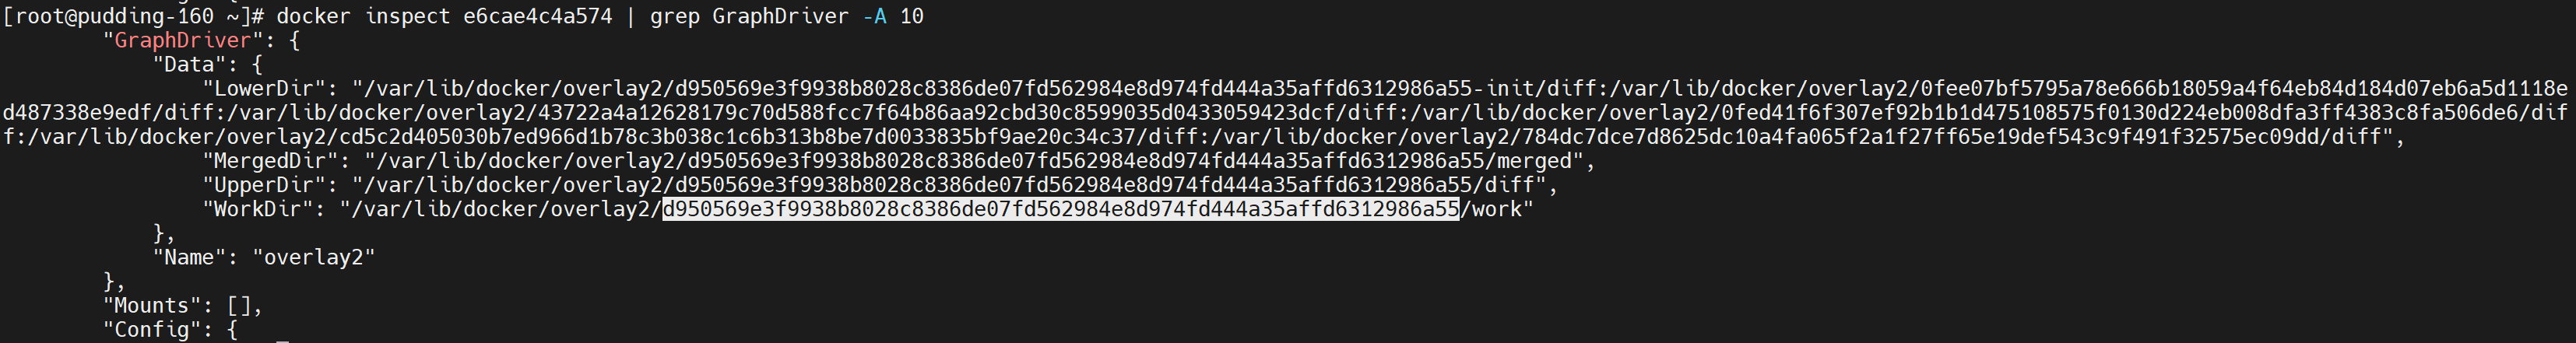 [root@pudding-160 ~]# docker inspect e6cae4c4a574 | grep GraphDriver -A 10
        "GraphDriver": {
            "Data": {
                "LowerDir": "/var/lib/docker/overlay2/d950569e3f9938b8028c8386de07fd562984e8d974fd444a35affd6312986a55-init/diff:/var/lib/docker/overlay2/0fee07bf5795a78e666b18059a4f64eb84d184d07eb6a5d1118e
d487338e9edf/diff:/var/lib/docker/overlay2/43722a4a12628179c70d588fcc7f64b86aa92cbd30c8599035d0433059423dcf/diff:/var/lib/docker/overlay2/0fed41f6f307ef92b1b1d475108575f0130d224eb008dfa3ff4383c8fa506de6/dif
f:/var/lib/docker/overlay2/cd5c2d405030b7ed966d1b78c3b038c1c6b313b8be7d0033835bf9ae20c34c37/diff:/var/lib/docker/overlay2/784dc7dce7d8625dc10a4fa065f2a1f27ff65e19def543c9f491f32575ec09dd/diff",
                "MergedDir": "/var/lib/docker/overlay2/d950569e3f9938b8028c8386de07fd562984e8d974fd444a35affd6312986a55/merged",
                "UpperDir": "/var/lib/docker/overlay2/d950569e3f9938b8028c8386de07fd562984e8d974fd444a35affd6312986a55/diff",
                "WorkDir": "/var/lib/docker/overlay2/d950569e3f9938b8028c8386de07fd562984e8d974fd444a35affd6312986a55/work"
            },
            "Name": "overlay2"
        },
        "Mounts": [],
        "Config": {